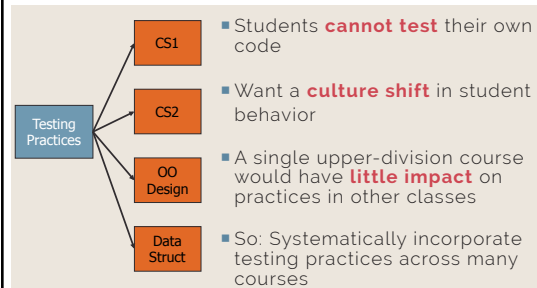 Testing
Practices
CS1
CS2
OO
Design
Data
Struct
Students cannot test their own
code
Want a culture shift in student
behavior
A single upper-division course
would have little impact on
practices in other classes
So: Systematically incorporate
testing practices across many
courses